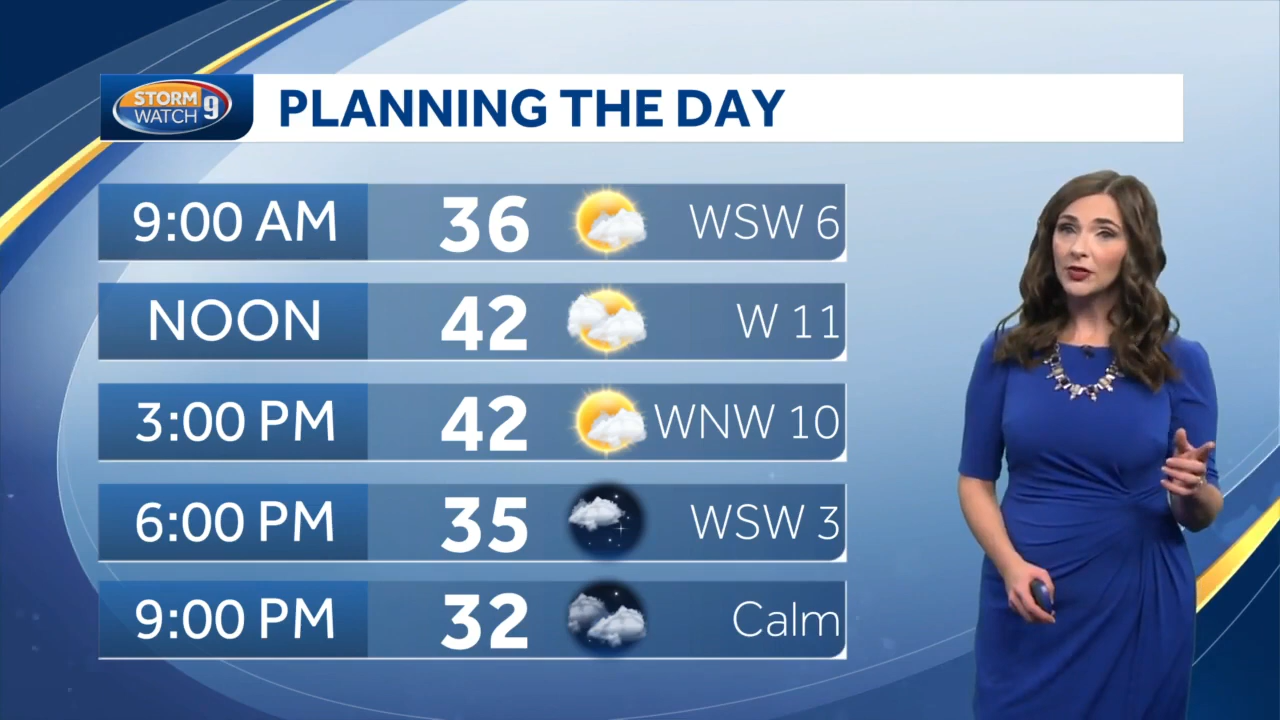 STORM
WATCH 9
PLANNING THE DAY
9:00 AM 36 WSW 6
NOON 42 W 11
3:00 PM 42 WNW 10
6:00 PM 35 WSW 3
9:00 PM 32 Calm